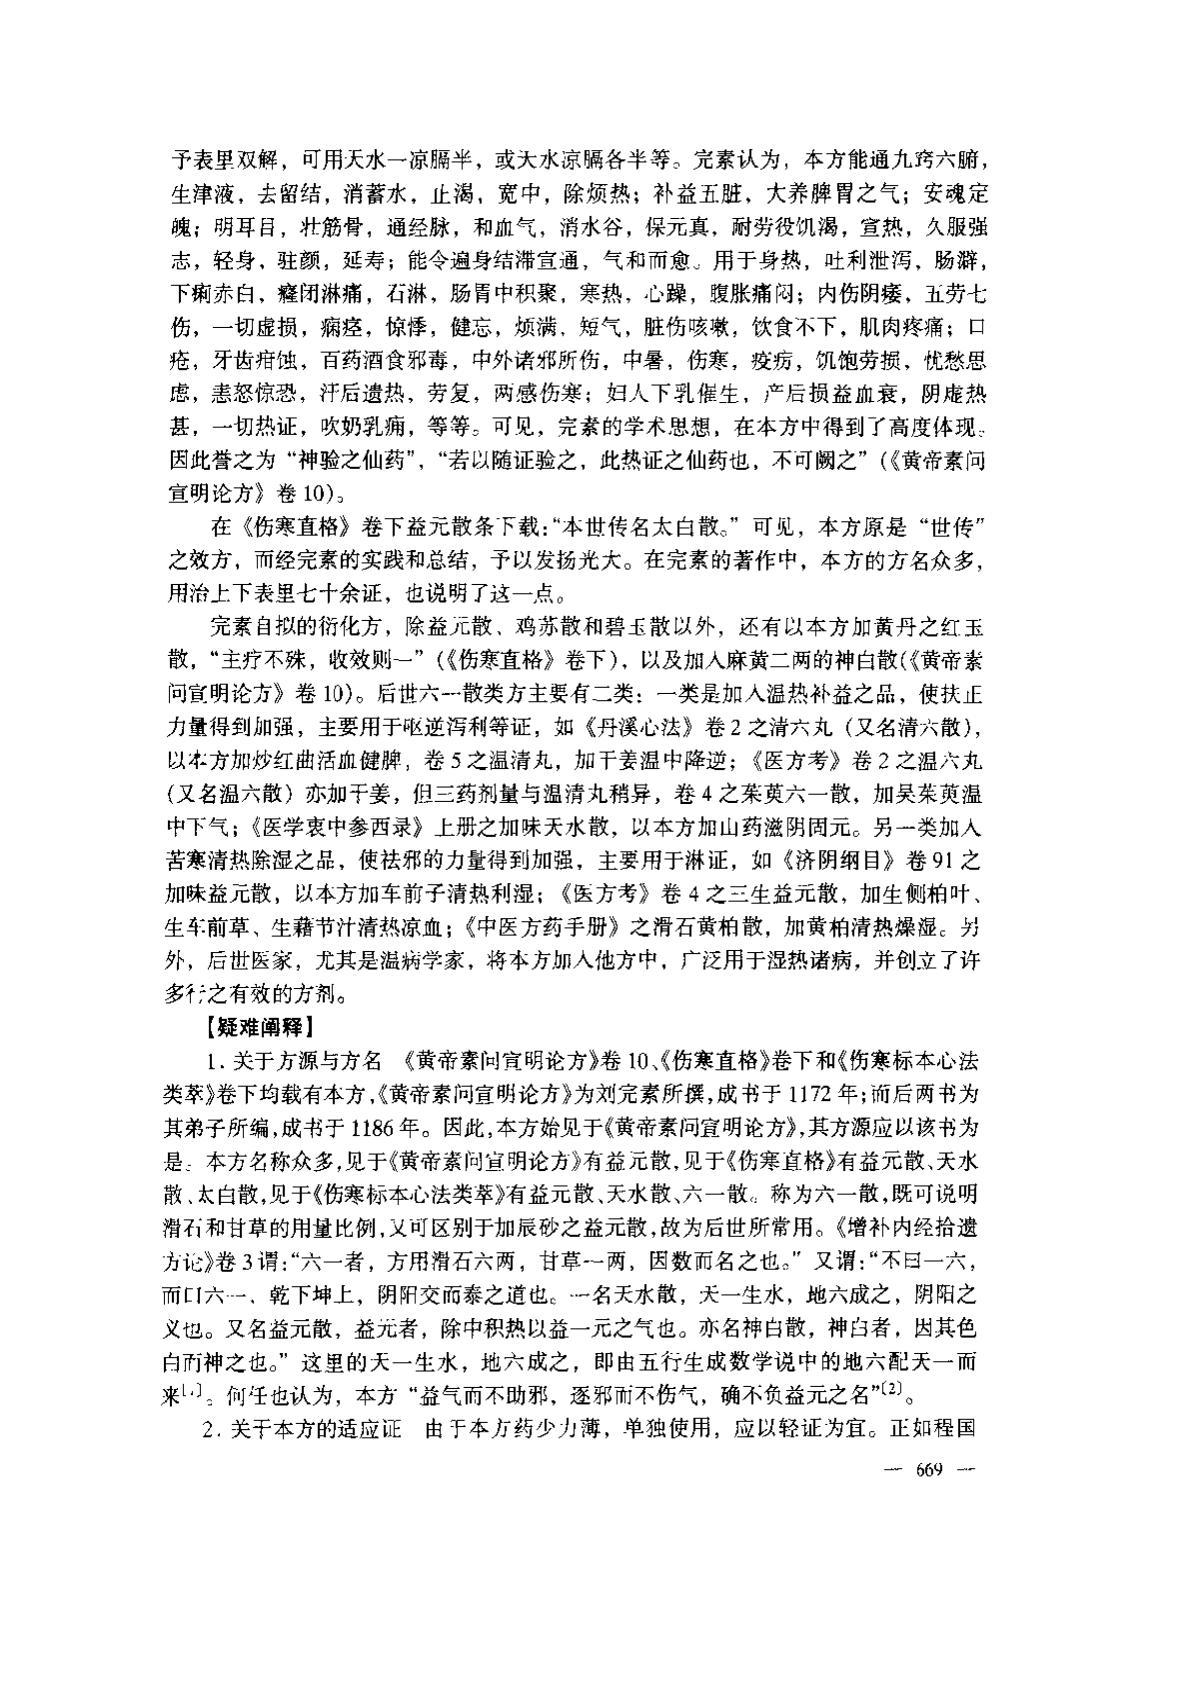 予表里双解，可用天水一凉膈半，或天水凉膈各半等。完素认为，本方能通九窍六腑，
生津液，去留结，消蓄水，止渴，宽中，除烦热；补益五脏，大养脾胃之气；安魂定
魄；明耳目，壮筋骨，通经脉，和血气，消水谷，保元真，耐劳役饥渴，宣热，久服强
志，轻身，驻颜，延寿；能令遍身结滞宣通，气和而愈。用于身热，吐利泄泻，肠澼，
下痢赤白，癃闭淋痛，石淋，肠胃中积聚，寒热，心躁，腹胀痛闷；内伤阴痿，五劳七
伤，一切虚损，痫痉，惊悸，健忘，烦满，短气，脏伤咳嗽，饮食不下，肌肉疼痛；口
疮，牙齿疳蚀，百药酒食邪毒，中外诸邪所伤，中暑，伤寒，疫疠，饥饱劳损，忧愁思
虑，恚怒惊恐，汗后遗热，劳复，两感伤寒；妇人下乳催生，产后损益血衰，阴虚热
甚，一切热证，吹奶乳痈，等等。可见，完素的学术思想，在本方中得到了高度体现。
因此誉之为“神验之仙药”，“若以随证验之，此热证之仙药也，不可阙之”（《黄帝素问
宣明论方》卷 10）。
在《伤寒直格》卷下益元散条下载：“本世传名太白散。”可见，本方原是“世传”
之效方，而经完素的实践和总结，予以发扬光大。在完素的著作中，本方的方名众多，
用治上下表里七十余证，也说明了这一点。
完素自拟的衍化方，除益元散、鸡苏散和碧玉散以外，还有以本方加黄丹之红玉
散，“主疗不殊，收效则一”（《伤寒直格》卷下），以及加入麻黄二两的神白散（《黄帝素
问宣明论方》卷 10）。后世六一散类方主要有二类：一类是加入温热补益之品，使扶正
力量得到加强，主要用于呕逆泻利等证，如《丹溪心法》卷 2 之清六丸（又名清六散），
以本方加炒红曲活血健脾，卷 5 之温清丸，加干姜温中降逆；《医方考》卷 2 之温六丸
（又名温六散）亦加干姜，但三药剂量与温清丸稍异，卷 4 之茱萸六一散，加吴茱萸温
中下气；《医学衷中参西录》上册之加味天水散，以本方加山药滋阴固元。另一类加入
苦寒清热除湿之品，使祛邪的力量得到加强，主要用于淋证，如《济阴纲目》卷 91 之
加味益元散，以本方加车前子清热利湿；《医方考》卷 4 之三生益元散，加生侧柏叶、
生车前草、生藕节汁清热凉血；《中医方药手册》之滑石黄柏散，加黄柏清热燥湿。另
外，后世医家，尤其是温病学家，将本方加入他方中，广泛用于湿热诸病，并创立了许
多行之有效的方剂。
【疑难阐释】
1. 关于方源与方名　《黄帝素问宣明论方》卷 10、《伤寒直格》卷下和《伤寒标本心法
类萃》卷下均载有本方，《黄帝素问宣明论方》为刘完素所撰，成书于 1172 年；而后两书为
其弟子所编，成书于 1186 年。因此，本方始见于《黄帝素问宣明论方》，其方源应以该书为
是。本方名称众多，见于《黄帝素问宣明论方》有益元散，见于《伤寒直格》有益元散、天水
散、太白散，见于《伤寒标本心法类萃》有益元散、天水散、六一散。称为六一散，既可说明
滑石和甘草的用量比例，又可区别于加辰砂之益元散，故为后世所常用。《增补内经拾遗
方论》卷 3 谓：“六一者，方用滑石六两，甘草一两，因数而名之也。”又谓：“不曰一六，
而曰六一，乾下坤上，阴阳交而泰之道也。一名天水散，天一生水，地六成之，阴阳之
义也。又名益元散，益元者，除中积热以益一元之气也。亦名神白散，神白者，因其色
白而神之也。”这里的天一生水，地六成之，即由五行生成数学说中的地六配天一而
来〔1〕。何任也认为，本方“益气而不助邪，逐邪而不伤气，确不负益元之名”〔2〕。
2. 关于本方的适应证　由于本方药少力薄，单独使用，应以轻证为宜。正如程国
— 669 —